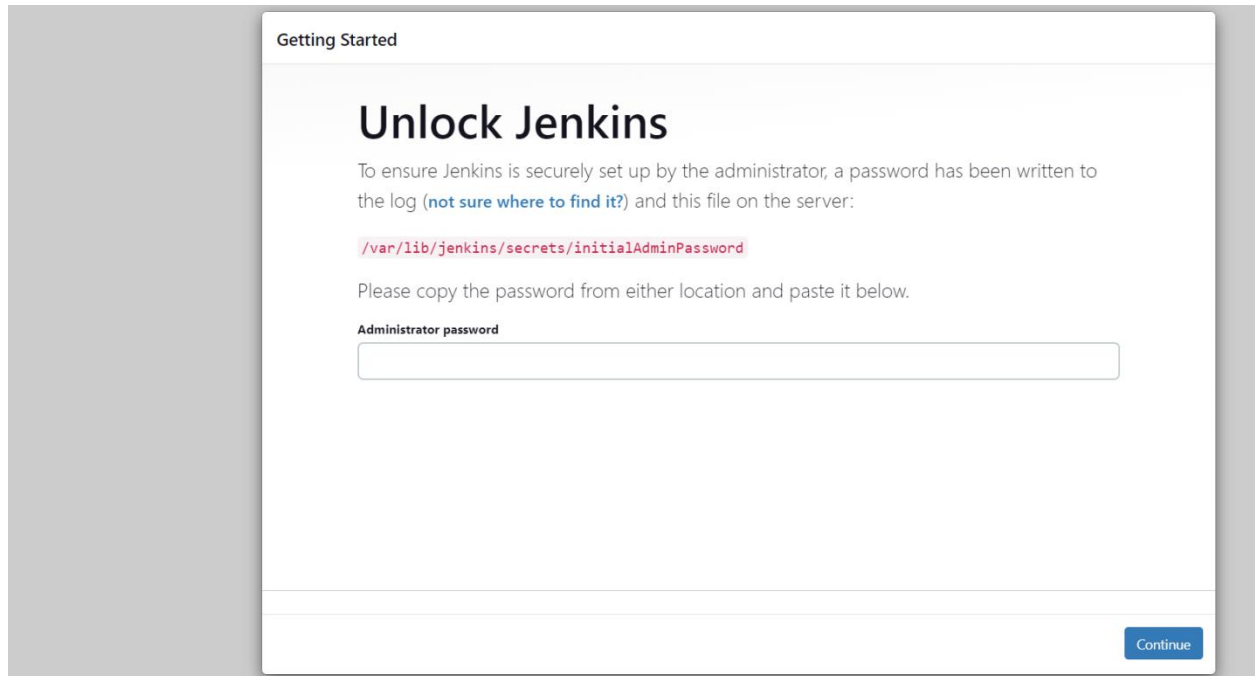 Getting Started
Unlock Jenkins
To ensure Jenkins is securely set up by the administrator, a password has been written to
the log (not sure where to find it?) and this file on the server:
/var/lib/jenkins/secrets/initialAdminPassword
Please copy the password from either location and paste it below.
Administrator password
Continue